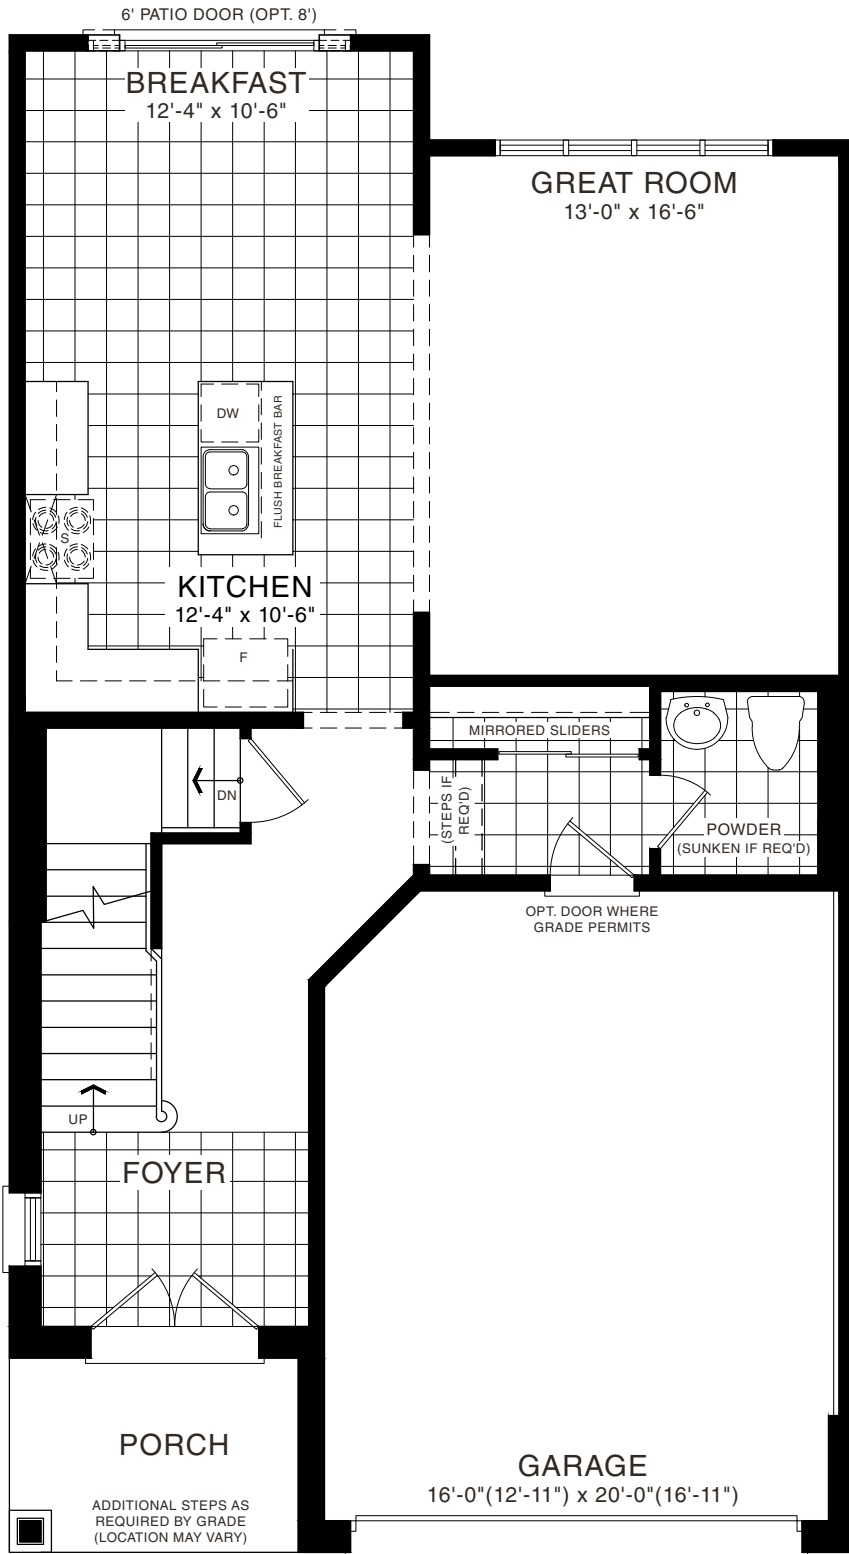 6' PATIO DOOR (OPT. 8')
BREAKFAST
12'-4" x 10'-6"
GREAT ROOM
13'-0" x 16'-6"
DW
FLUSH BREAKFAST BAR
S
KITCHEN
12'-4" x 10'-6"
F
MIRRORED SLIDERS
DN
(STEPS IF
REQ'D)
POWDER
(SUNKEN IF REQ'D)
OPT. DOOR WHERE
GRADE PERMITS
UP
FOYER
PORCH
ADDITIONAL STEPS AS
REQUIRED BY GRADE
(LOCATION MAY VARY)
GARAGE
16'-0"(12'-11") x 20'-0"(16'-11")